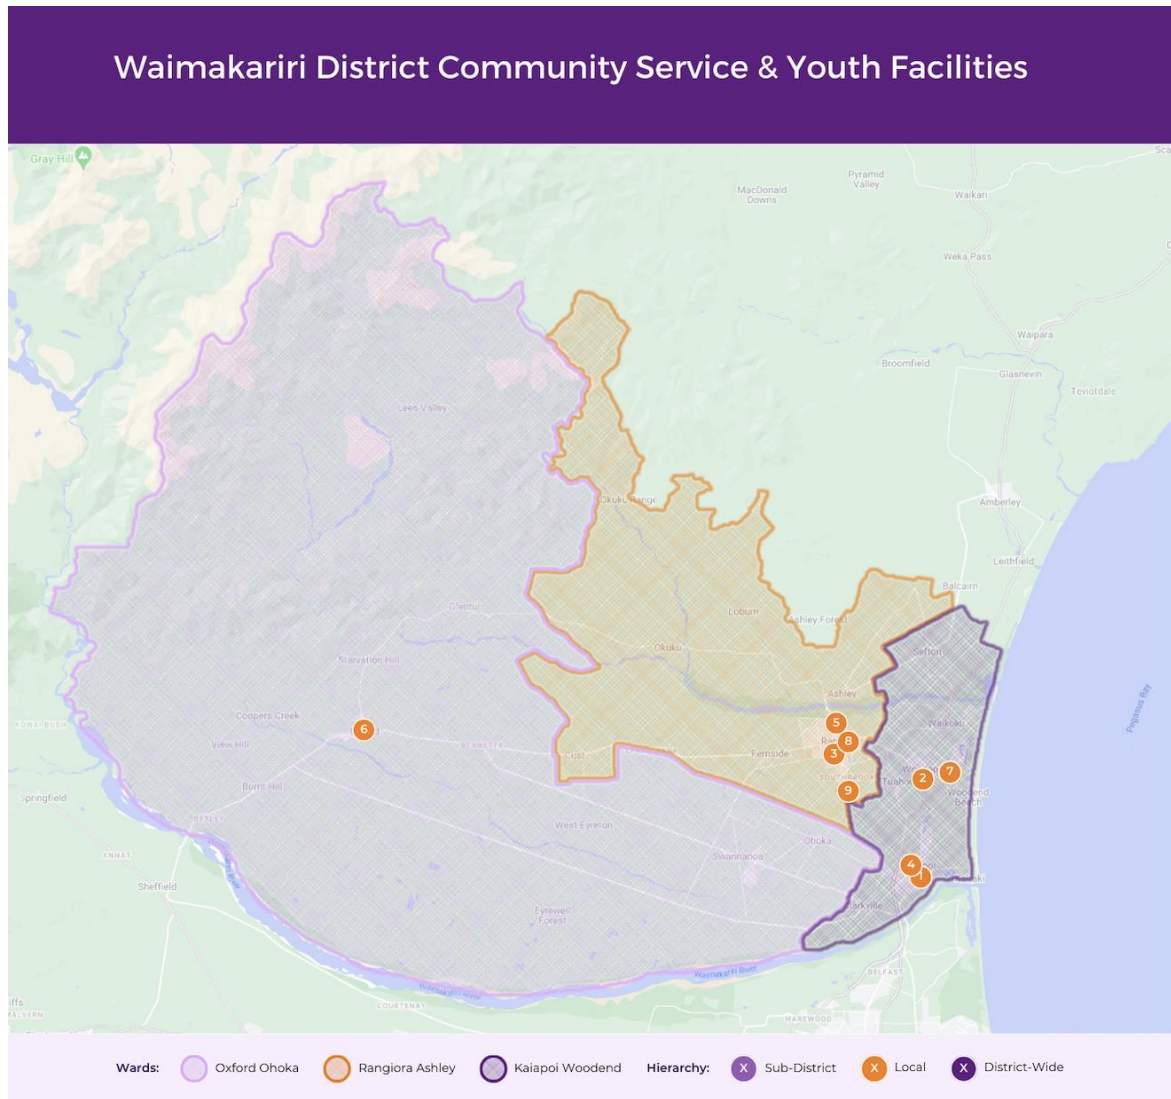 Waimakariri District Community Service & Youth Facilities
Gray Hill
MacDonald
Downs
Pyramid
Valley
Waikari
Weka Pass
Waipara
Broomfield
Glasnevin
Teviotdale
Lees Valley
Okuku Range
Amberley
Leithfield
Balcairn
Glentui
Loburn
Ashley Forest
Okuku
Sefton
Starvation Hill
Ashley
Pegasus Bay
Coopers Creek
6
5
8
3
Waikuku
View Hill
BENNETTS
Cust
Fernside
SOUTHBROOK
2
7
Woodend
Beach
Burnt Hill
9
Springfield
BEXLEY
West Eyreton
Ohoka
ANNAT
Swannanoa
4
1
Sheffield
Eyrewell
Forest
Waimakariri River
BELFAST
COURTENAY
HAREWOOD
Wards:
Oxford Ohoka
Rangiora Ashley
Kaiapoi Woodend
Hierarchy:
X
Sub-District
X
Local
X
District-Wide